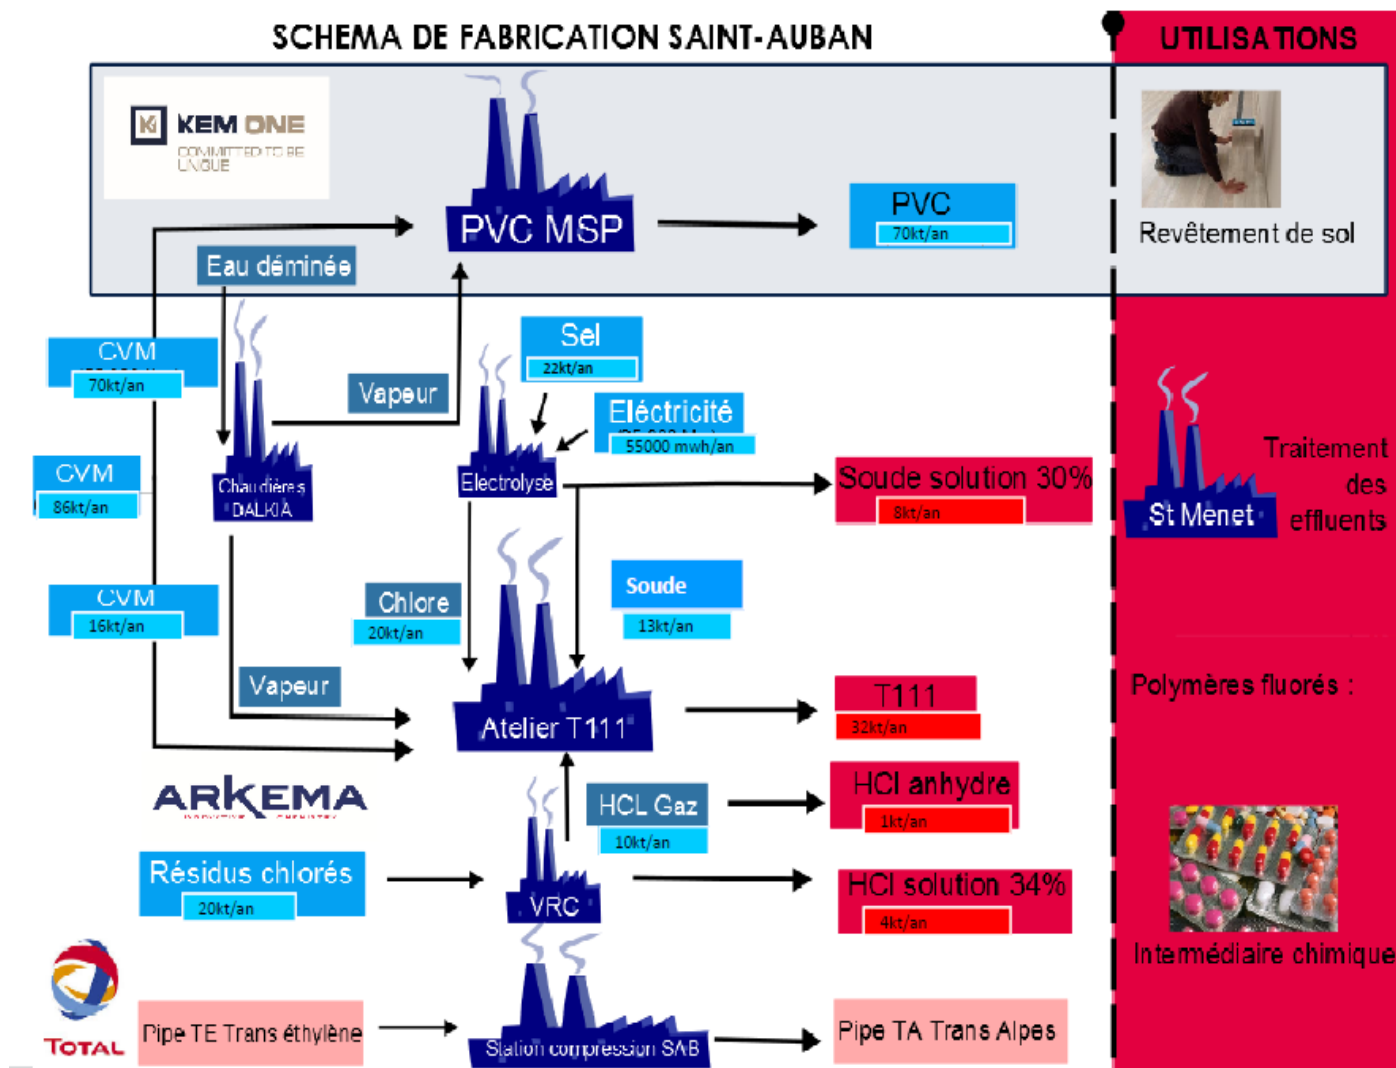 SCHEMA DE FABRICATION SAINT-AUBAN
UTILISATIONS
KEM ONE
COMMITTED TO BE
UNIQUE
PVC MSP
PVC
70kt/an
Revêtement de sol
Eau déminée
CVM
70kt/an
Vapeur
Sel
22kt/an
Eléctricité
55000 mwh/an
CVM
86kt/an
Chaudières
DALKIA
Electrolyse
Soude solution 30%
8kt/an
St Menet
Traitement
des
effluents
CVM
16kt/an
Chlore
20kt/an
Soude
13kt/an
Vapeur
Atelier T111
T111
32kt/an
Polymères fluorés :
ARKEMA
HCL Gaz
10kt/an
HCl anhydre
1kt/an
Résidus chlorés
20kt/an
VRC
HCl solution 34%
4kt/an
Intermédiaire chimique
TOTAL
Pipe TE Trans éthylène
Station compression SAB
Pipe TA Trans Alpes